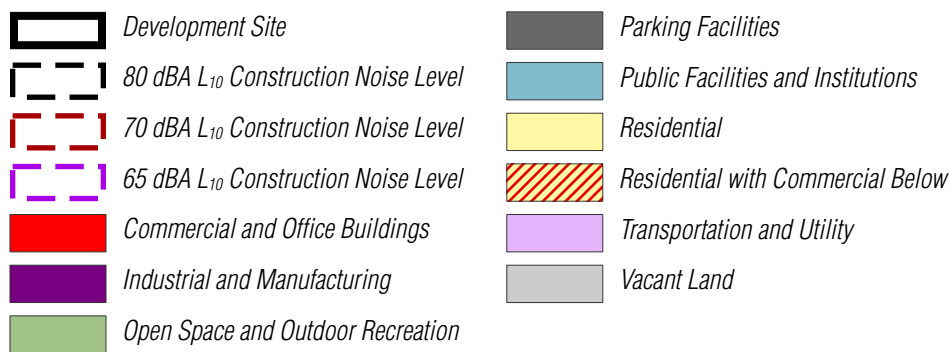 Development Site
80 dBA L₁₀ Construction Noise Level
70 dBA L₁₀ Construction Noise Level
65 dBA L₁₀ Construction Noise Level
Commercial and Office Buildings
Industrial and Manufacturing
Open Space and Outdoor Recreation
Parking Facilities
Public Facilities and Institutions
Residential
Residential with Commercial Below
Transportation and Utility
Vacant Land